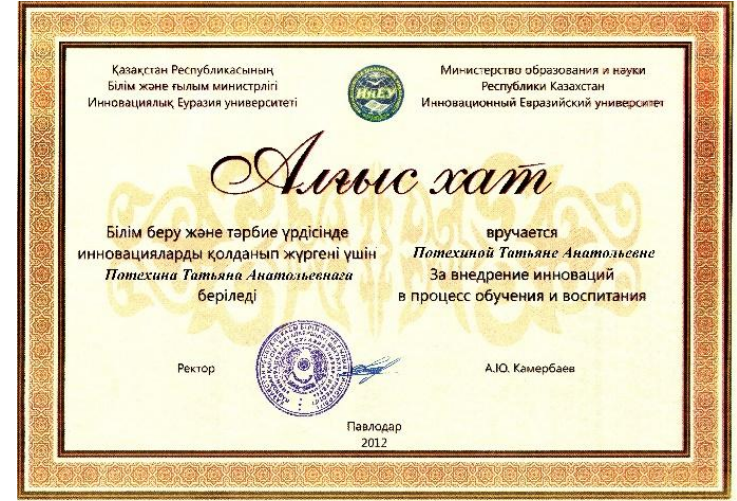 Қазақстан Республикасының
Білім және ғылым министрлігі
Инновациялық Еуразия университеті
ИнЕУ
Министерство образования и науки
Республики Казахстан
Инновационный Евразийский университет
Алғыс хат
Білім беру және тәрбие үрдісінде
инновацияларды қолданып жүргені үшін
Потехина Татьяна Анатольевнаға
беріледі
вручается
Потехиной Татьяне Анатольевне
За внедрение инноваций
в процесс обучения и воспитания
Ректор
А.Ю. Камербаев
Павлодар
2012